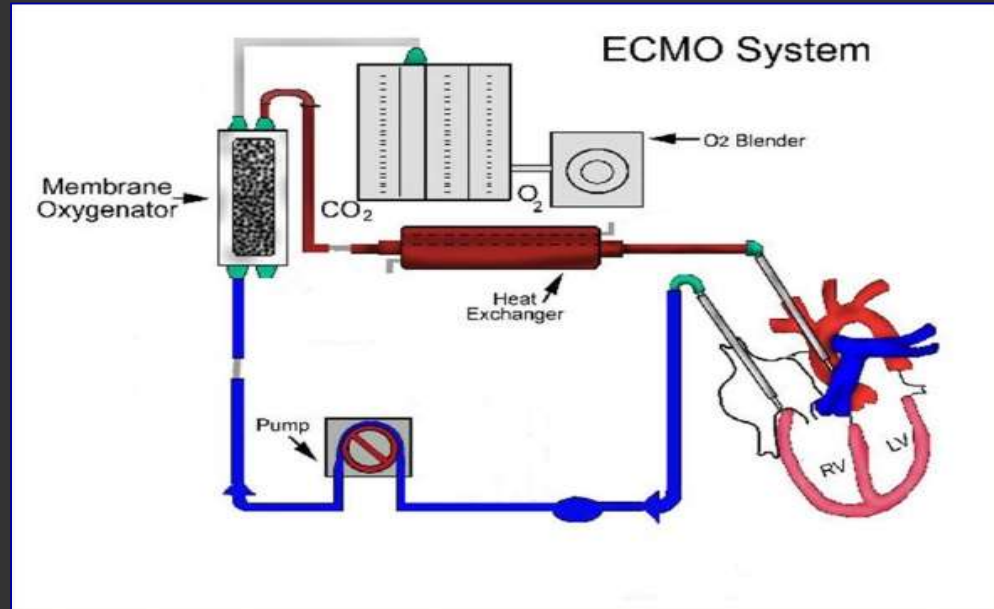 ECMO System
O2 Blender
Membrane
Oxygenator
CO₂
O₂
Heat
Exchanger
Pump
RV
LV